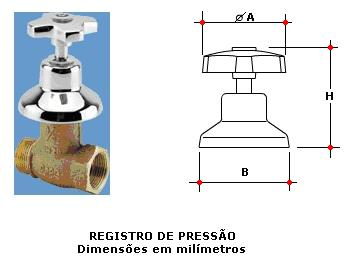 ⌀ A
H
B
REGISTRO DE PRESSÃO
Dimensões em milímetros